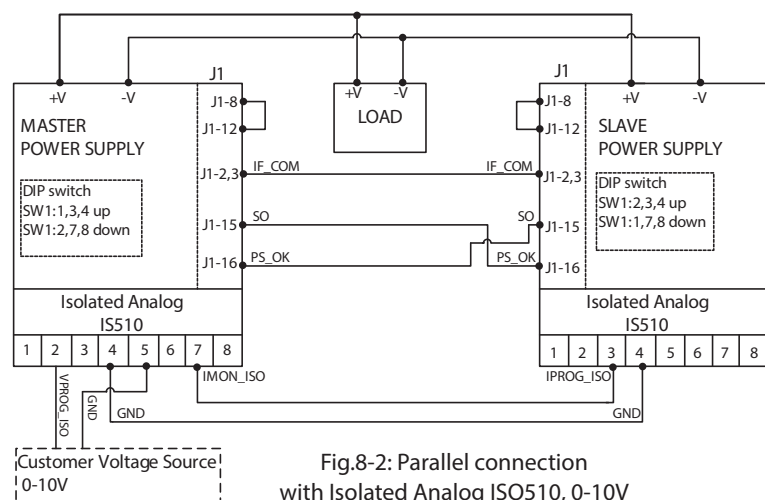 J1
J1
+V
-V
+V
-V
+V
-V
J1-8
LOAD
J1-8
MASTER
POWER SUPPLY
J1-12
J1-12
SLAVE
POWER SUPPLY
J1-2,3
IF_COM
IF_COM
J1-2,3
DIP switch
SW1:1,3,4 up
SW1:2,7,8 down
DIP switch
SW1:2,3,4 up
SW1:1,7,8 down
J1-15
SO
SO
J1-15
J1-16
PS_OK
PS_OK
J1-16
Isolated Analog
IS510
Isolated Analog
IS510
1 2 3 4 5 6 7 8
1 2 3 4 5 6 7 8
VPROG_ISO
GND
IMON_ISO
IPROG_ISO
GND
GND
Customer Voltage Source
0-10V
Fig.8-2: Parallel connection
with Isolated Analog ISO510, 0-10V